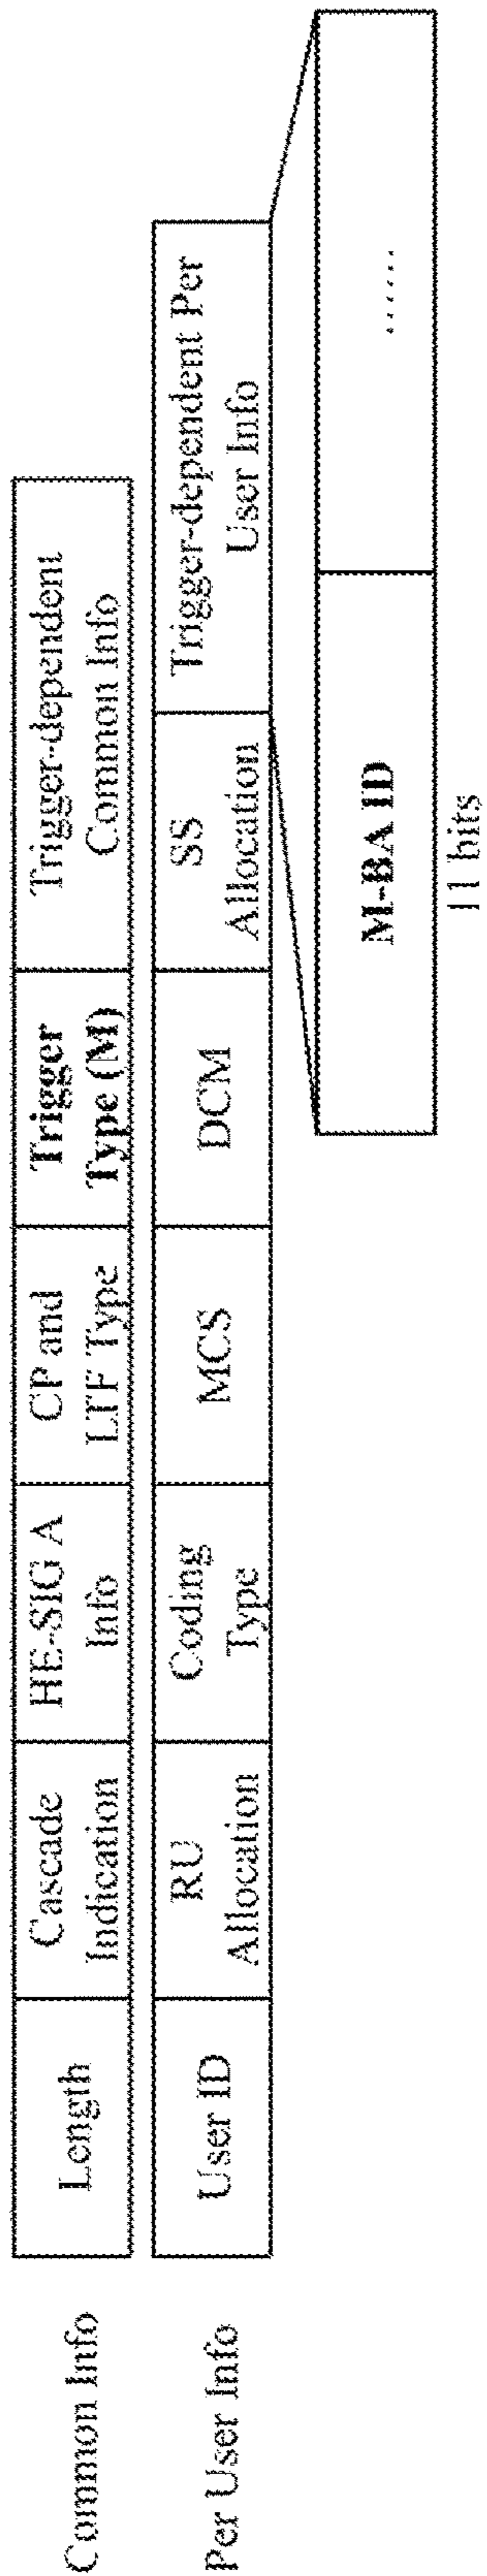 Common Info
Length
Cascade
Indication
HE-SIG A
Info
CP and
LTF Type
Trigger
Type (M)
Trigger-dependent
Common Info
Per User Info
User ID
RU
Allocation
Coding
Type
MCS
DCM
SS
Allocation
Trigger-dependent Per
User Info
M-BA ID
......
11 bits